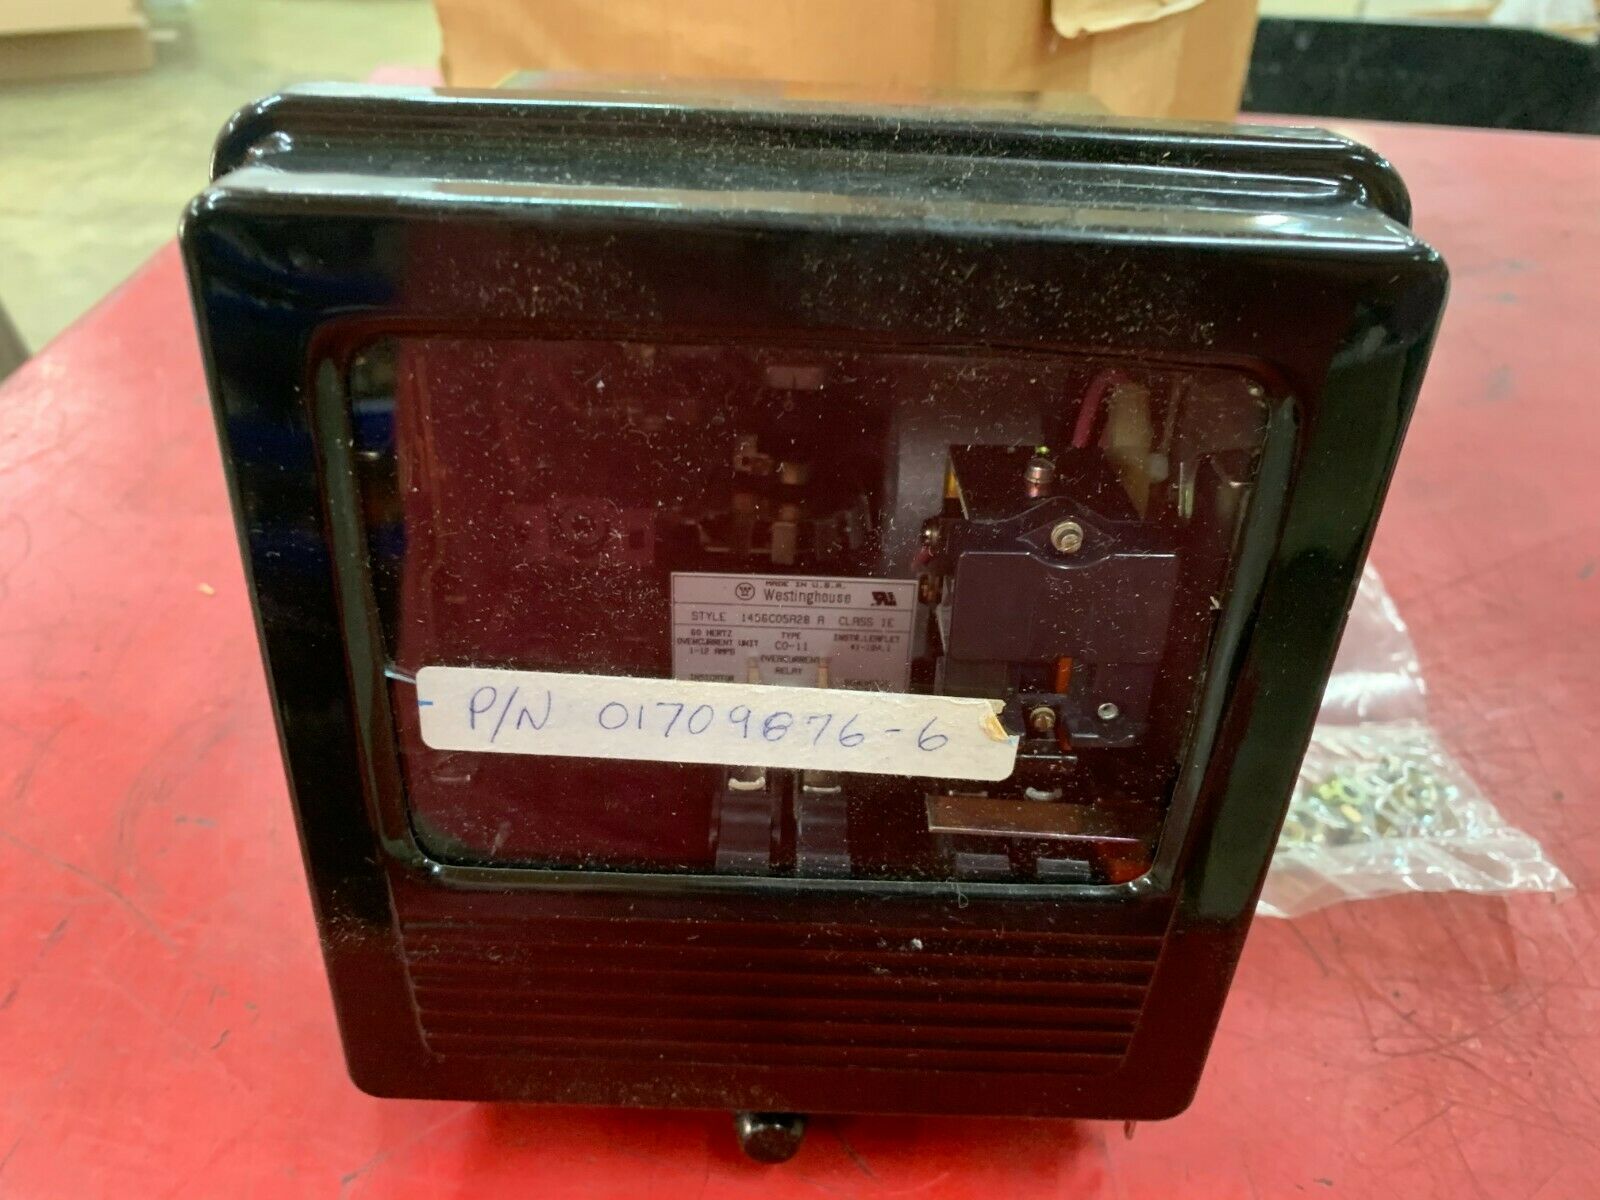 MADE IN U.S.A.
W Westinghouse
STYLE 1456C05A28 A CLASS 1E
60 HERTZ TYPE INSTR.LEAFLET
OVERCURRENT UNIT CO-11
1-12 AMPS OVERCURRENT
RELAY
INDICATOR
P/N 01709876-6